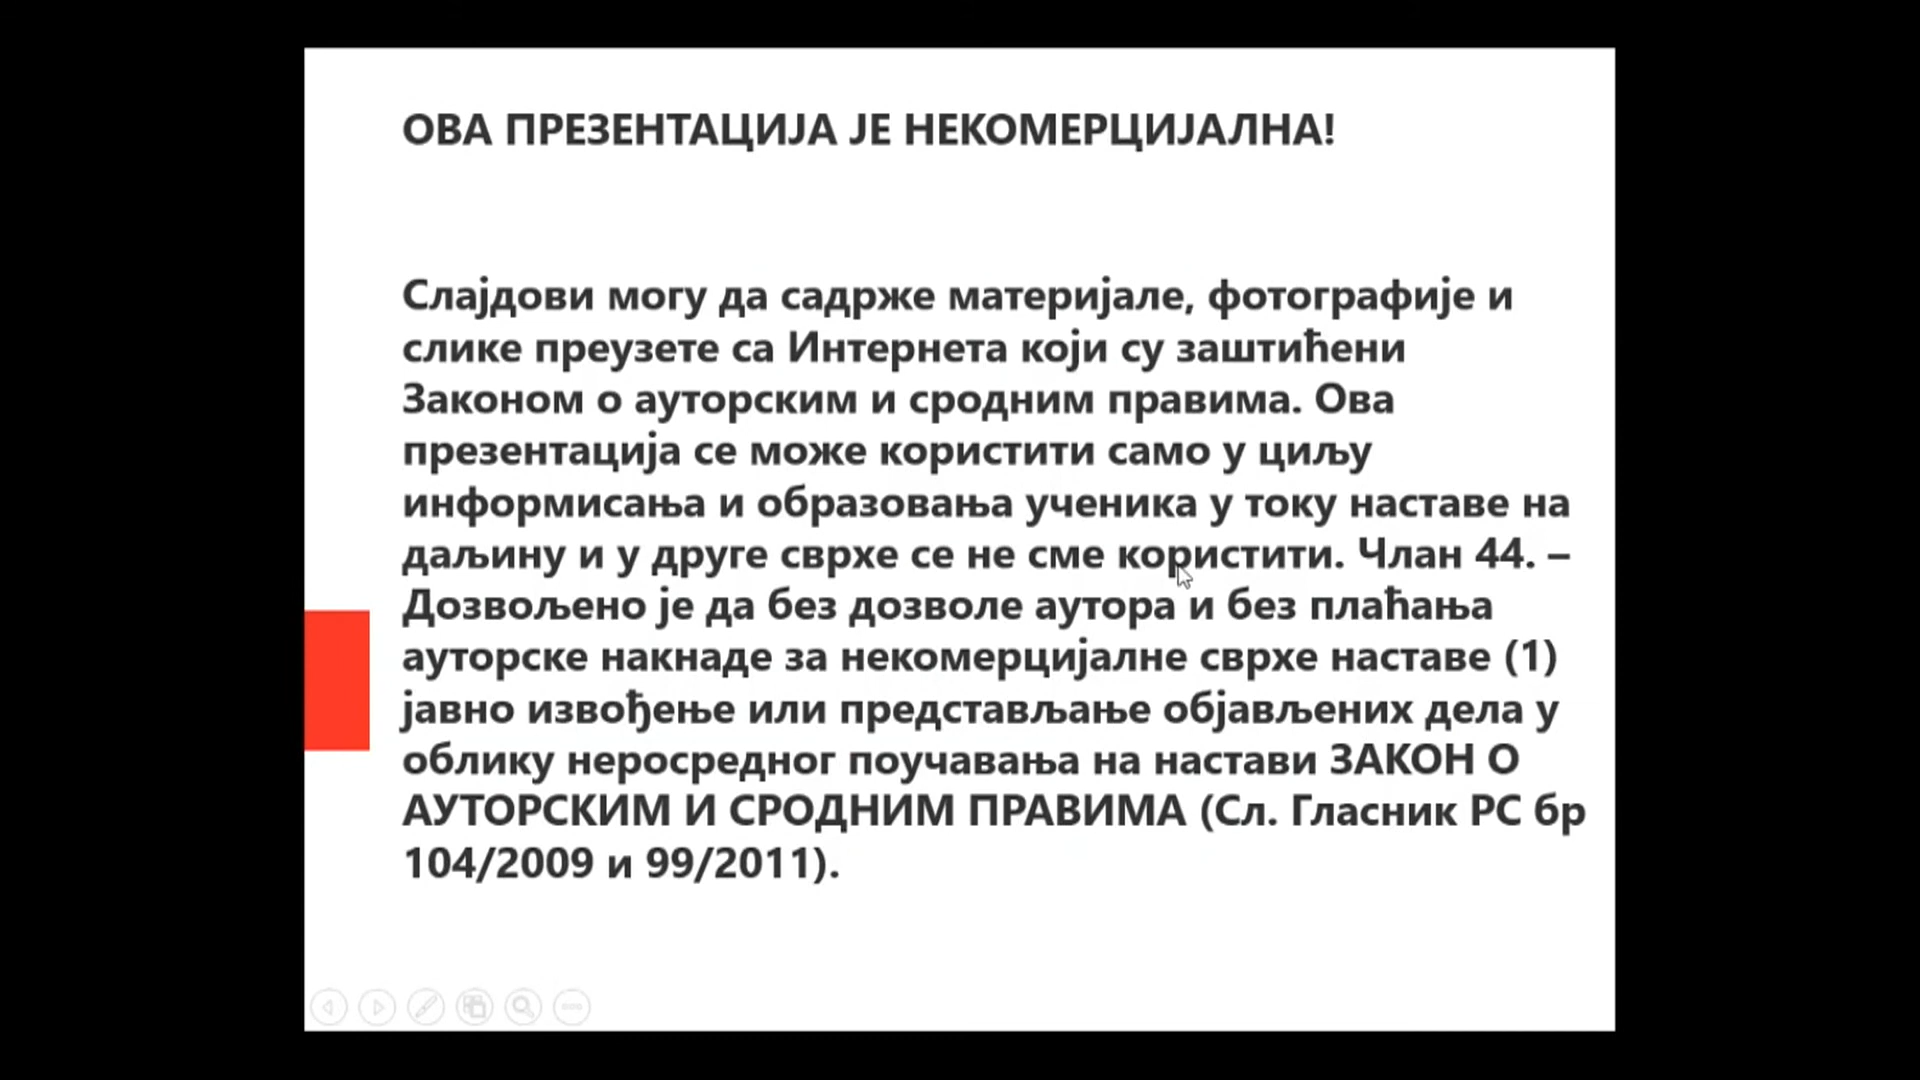 ОВА ПРЕЗЕНТАЦИЈА ЈЕ НЕКОМЕРЦИЈАЛНА!
Слајдови могу да садрже материјале, фотографије и
слике преузете са Интернета који су заштићени
Законом о ауторским и сродним правима. Ова
презентација се може користити само у циљу
информисања и образовања ученика у току наставе на
даљину и у друге сврхе се не сме користити. Члан 44. –
Дозвољено је да без дозволе аутора и без плаћања
ауторске накнаде за некомерцијалне сврхе наставе (1)
јавно извођење или представљање објављених дела у
облику неросредног поучавања на настави ЗАКОН О
АУТОРСКИМ И СРОДНИМ ПРАВИМА (Сл. Гласник РС бр
104/2009 и 99/2011).